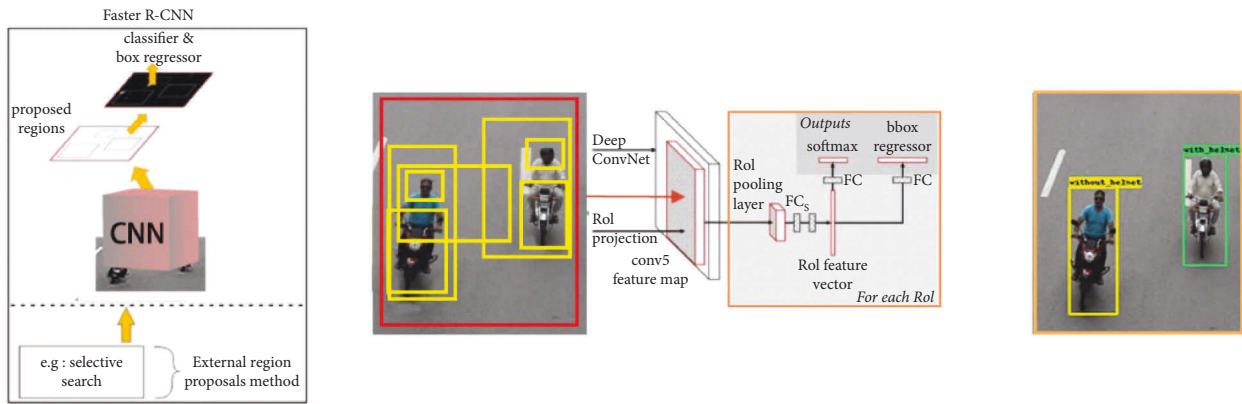 Faster R-CNN
classifier &
box regressor
proposed
regions
CNN
e.g : selective
search
External region
proposals method
Deep
ConvNet
RoI
projection
conv5
feature map
RoI
pooling
layer
FCs
Outputs
softmax
bbox
regressor
FC
FC
RoI feature
vector
For each RoI
without_helmet
with_helmet